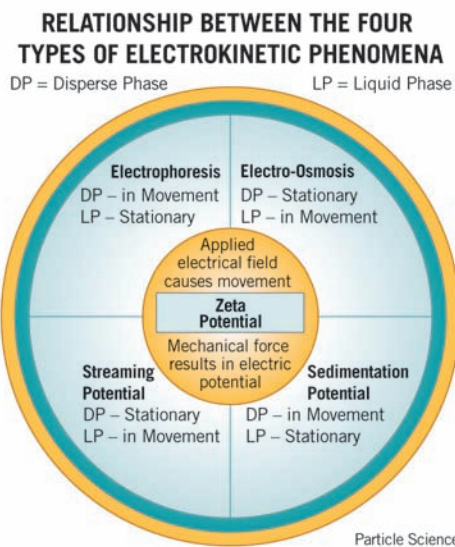 RELATIONSHIP BETWEEN THE FOUR
TYPES OF ELECTROKINETIC PHENOMENA
DP = Disperse Phase
LP = Liquid Phase
Electrophoresis
DP – in Movement
LP – Stationary
Electro-Osmosis
DP – Stationary
LP – in Movement
Applied
electrical field
causes movement
Zeta
Potential
Mechanical force
results in electric
potential
Streaming
Potential
DP – Stationary
LP – in Movement
Sedimentation
Potential
DP – in Movement
LP – Stationary
Particle Science